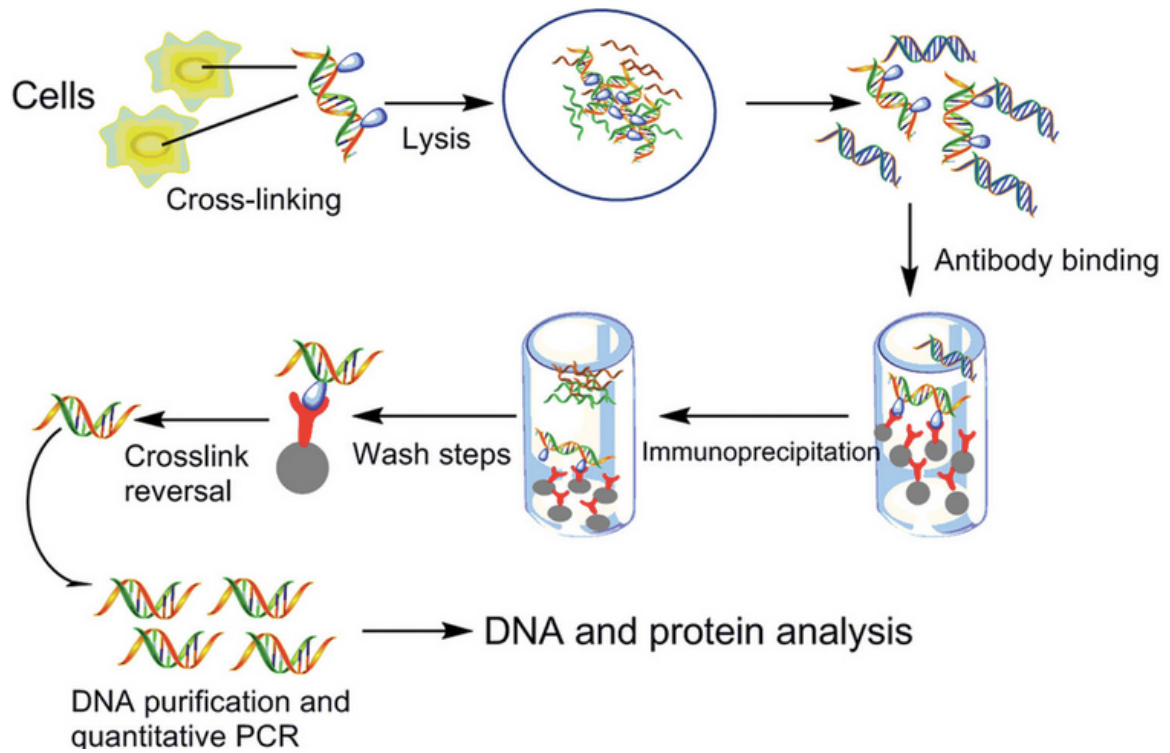 Cells
Cross-linking
Lysis
Antibody binding
Immunoprecipitation
Wash steps
Crosslink
reversal
DNA purification and
quantitative PCR
DNA and protein analysis